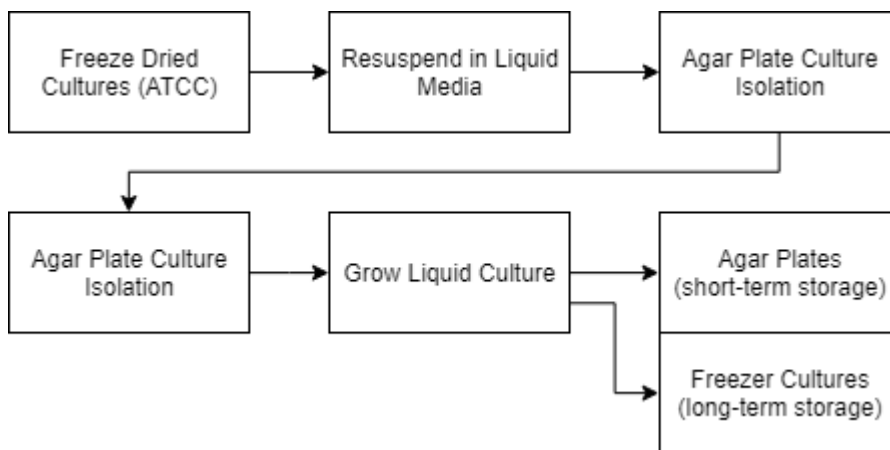 Freeze Dried
Cultures (ATCC)
Resuspend in Liquid
Media
Agar Plate Culture
Isolation
Agar Plate Culture
Isolation
Grow Liquid Culture
Agar Plates
(short-term storage)
Freezer Cultures
(long-term storage)